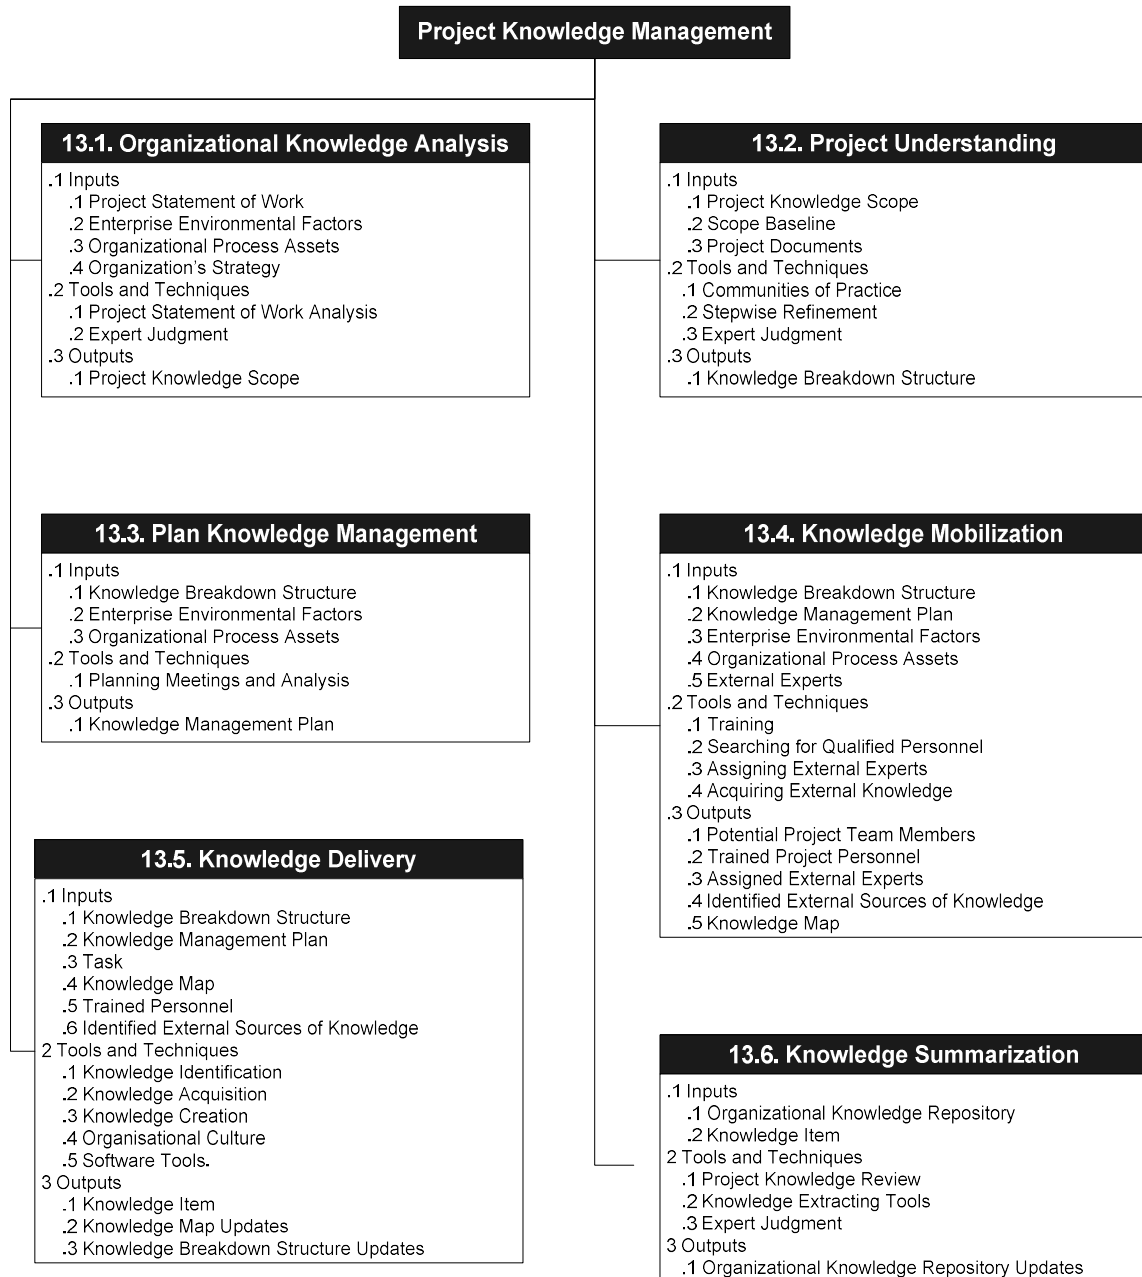 Project Knowledge Management
13.1. Organizational Knowledge Analysis
.1 Inputs
.1 Project Statement of Work
.2 Enterprise Environmental Factors
.3 Organizational Process Assets
.4 Organization's Strategy
.2 Tools and Techniques
.1 Project Statement of Work Analysis
.2 Expert Judgment
.3 Outputs
.1 Project Knowledge Scope
13.2. Project Understanding
.1 Inputs
.1 Project Knowledge Scope
.2 Scope Baseline
.3 Project Documents
.2 Tools and Techniques
.1 Communities of Practice
.2 Stepwise Refinement
.3 Expert Judgment
.3 Outputs
.1 Knowledge Breakdown Structure
13.3. Plan Knowledge Management
.1 Inputs
.1 Knowledge Breakdown Structure
.2 Enterprise Environmental Factors
.3 Organizational Process Assets
.2 Tools and Techniques
.1 Planning Meetings and Analysis
.3 Outputs
.1 Knowledge Management Plan
13.4. Knowledge Mobilization
.1 Inputs
.1 Knowledge Breakdown Structure
.2 Knowledge Management Plan
.3 Enterprise Environmental Factors
.4 Organizational Process Assets
.5 External Experts
.2 Tools and Techniques
.1 Training
.2 Searching for Qualified Personnel
.3 Assigning External Experts
.4 Acquiring External Knowledge
.3 Outputs
.1 Potential Project Team Members
.2 Trained Project Personnel
.3 Assigned External Experts
.4 Identified External Sources of Knowledge
.5 Knowledge Map
13.5. Knowledge Delivery
.1 Inputs
.1 Knowledge Breakdown Structure
.2 Knowledge Management Plan
.3 Task
.4 Knowledge Map
.5 Trained Personnel
.6 Identified External Sources of Knowledge
2 Tools and Techniques
.1 Knowledge Identification
.2 Knowledge Acquisition
.3 Knowledge Creation
.4 Organisational Culture
.5 Software Tools.
3 Outputs
.1 Knowledge Item
.2 Knowledge Map Updates
.3 Knowledge Breakdown Structure Updates
13.6. Knowledge Summarization
.1 Inputs
.1 Organizational Knowledge Repository
.2 Knowledge Item
2 Tools and Techniques
.1 Project Knowledge Review
.2 Knowledge Extracting Tools
.3 Expert Judgment
3 Outputs
.1 Organizational Knowledge Repository Updates